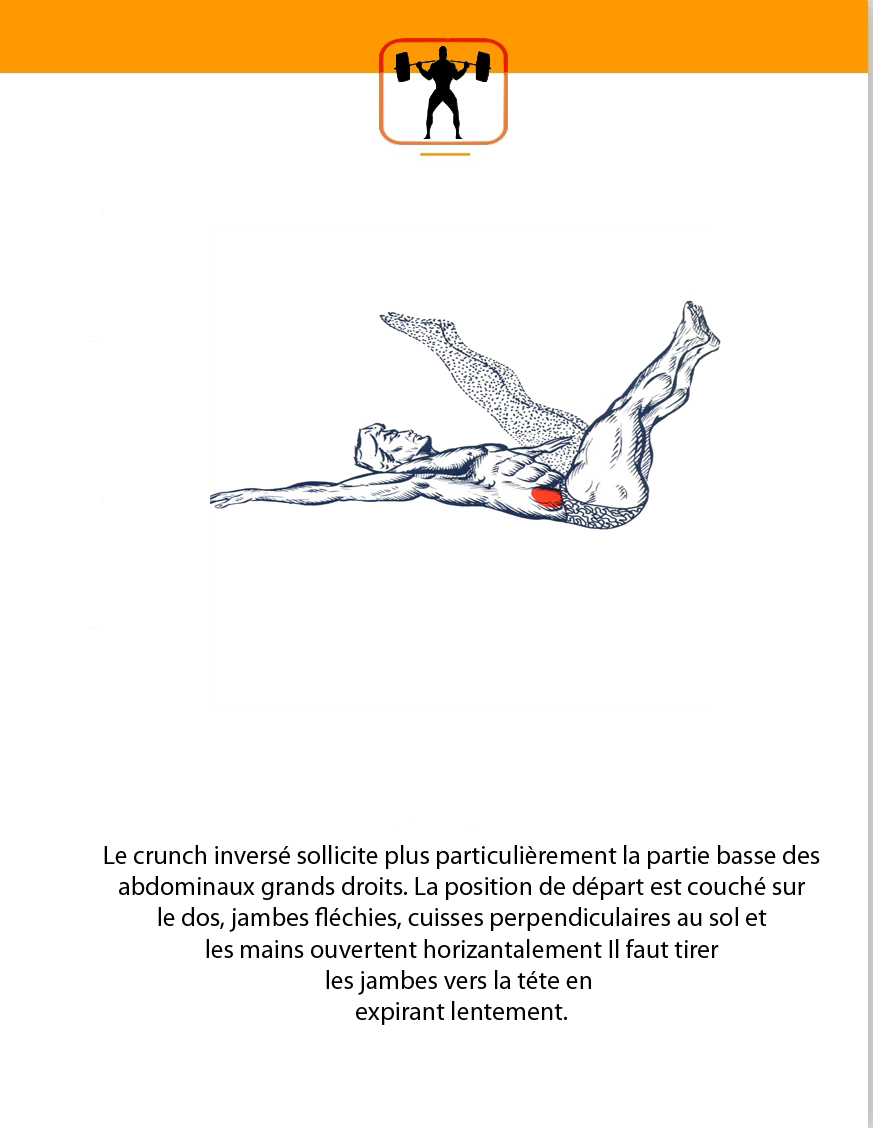 Le crunch inversé sollicite plus particulièrement la partie basse des
abdominaux grands droits. La position de départ est couché sur
le dos, jambes fléchies, cuisses perpendiculaires au sol et
les mains ouvertent horizantalement Il faut tirer
les jambes vers la téte en
expirant lentement.